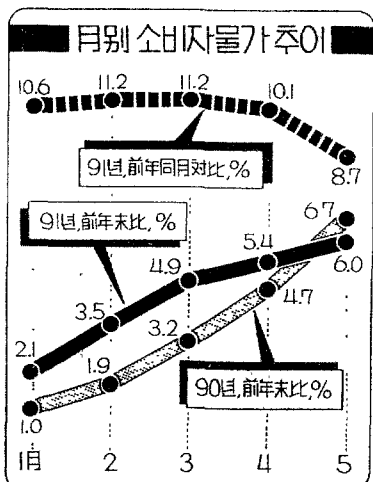 月別 소비자물가 추이
10.6 11.2 11.2 10.1 8.7
91년, 前年同月対比, %
91년, 前年末比, %
2.1 3.5 4.9 5.4 6.0
1.0 1.9 3.2 4.7 6.7
90년, 前年末比, %
1月 2 3 4 5